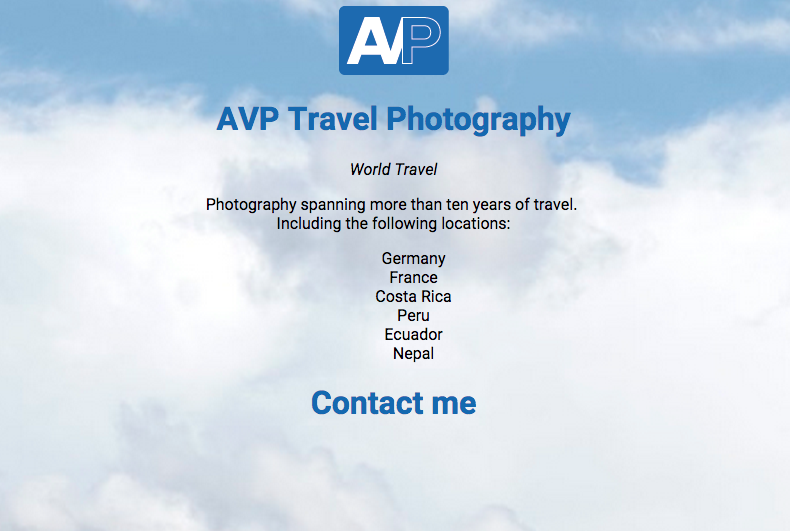 AVP
AVP Travel Photography
World Travel
Photography spanning more than ten years of travel.
Including the following locations:
Germany
France
Costa Rica
Peru
Ecuador
Nepal
Contact me